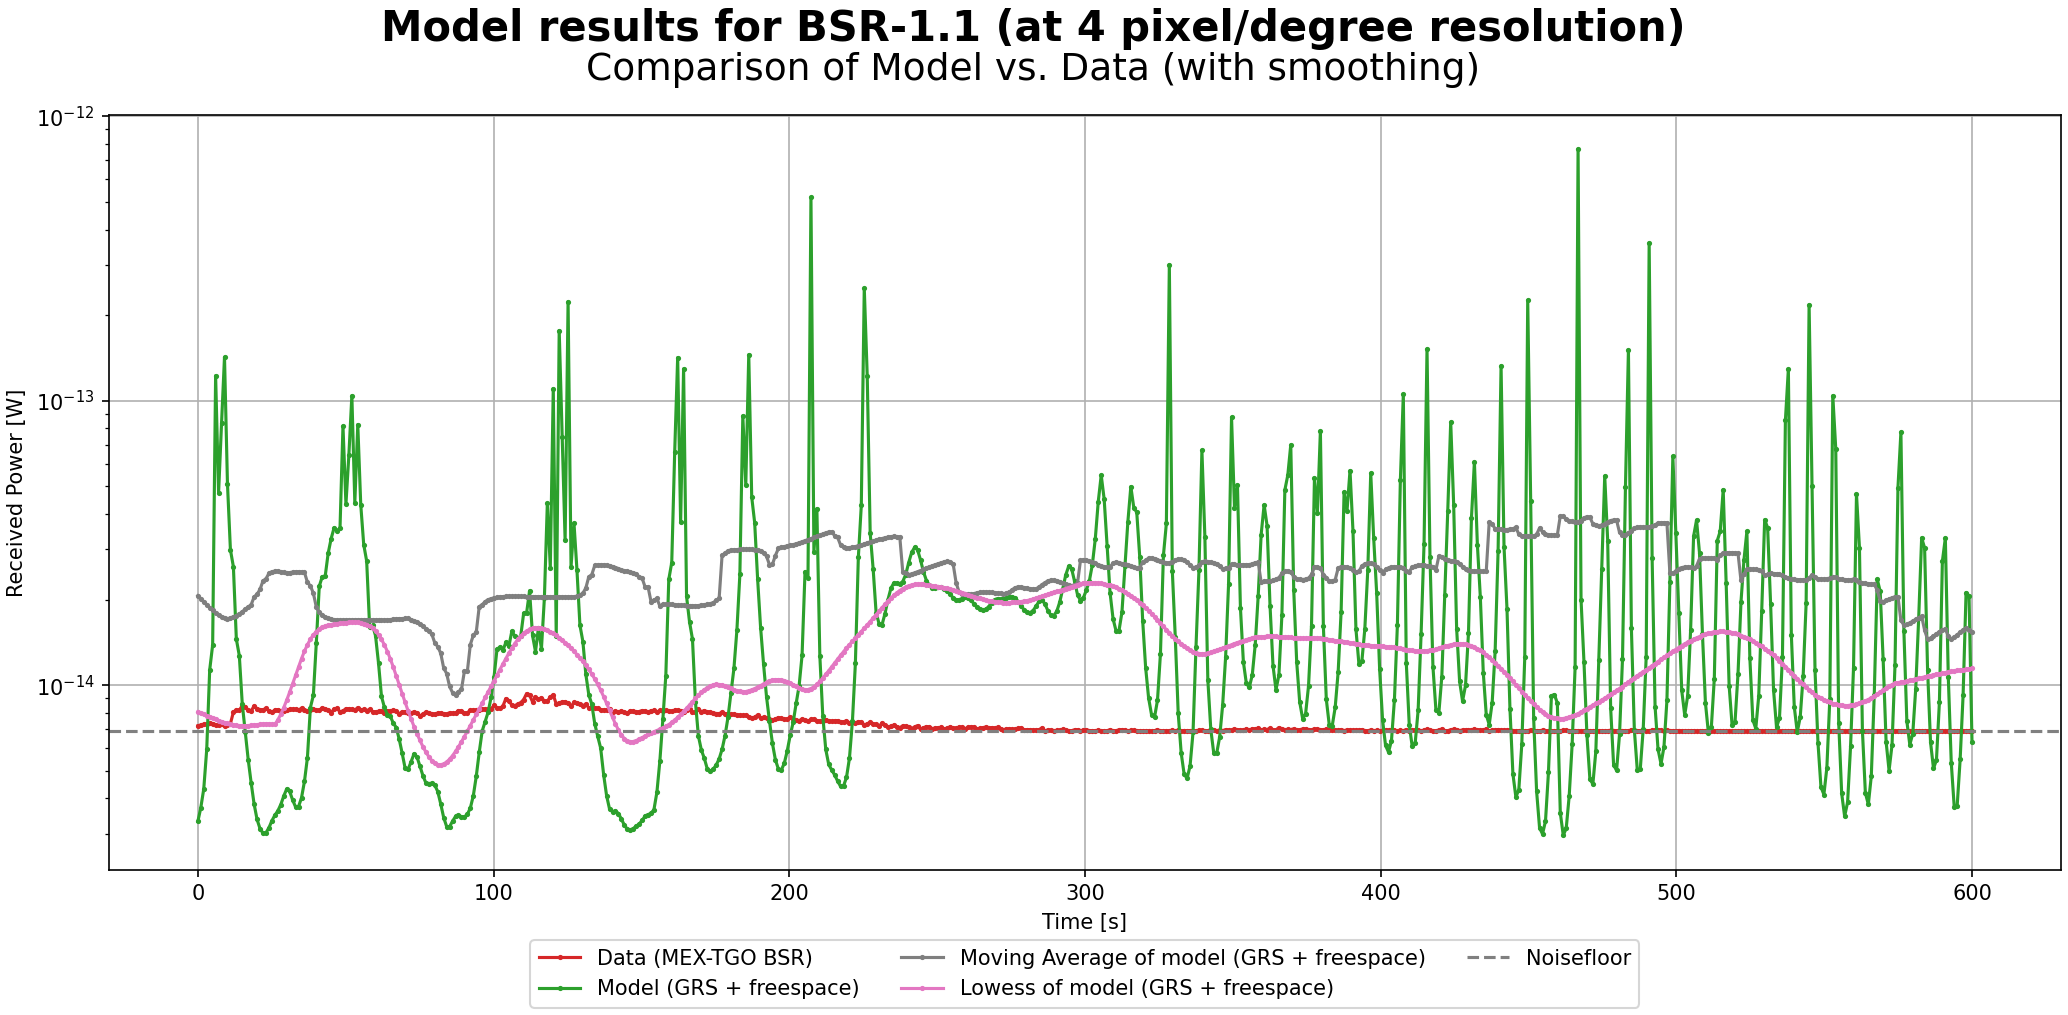 Model results for BSR-1.1 (at 4 pixel/degree resolution)
Comparison of Model vs. Data (with smoothing)
Received Power [W]
10⁻¹²
10⁻¹³
10⁻¹⁴
0 100 200 300 400 500 600
Time [s]
Data (MEX-TGO BSR)
Model (GRS + freespace)
Moving Average of model (GRS + freespace)
Lowess of model (GRS + freespace)
Noisefloor